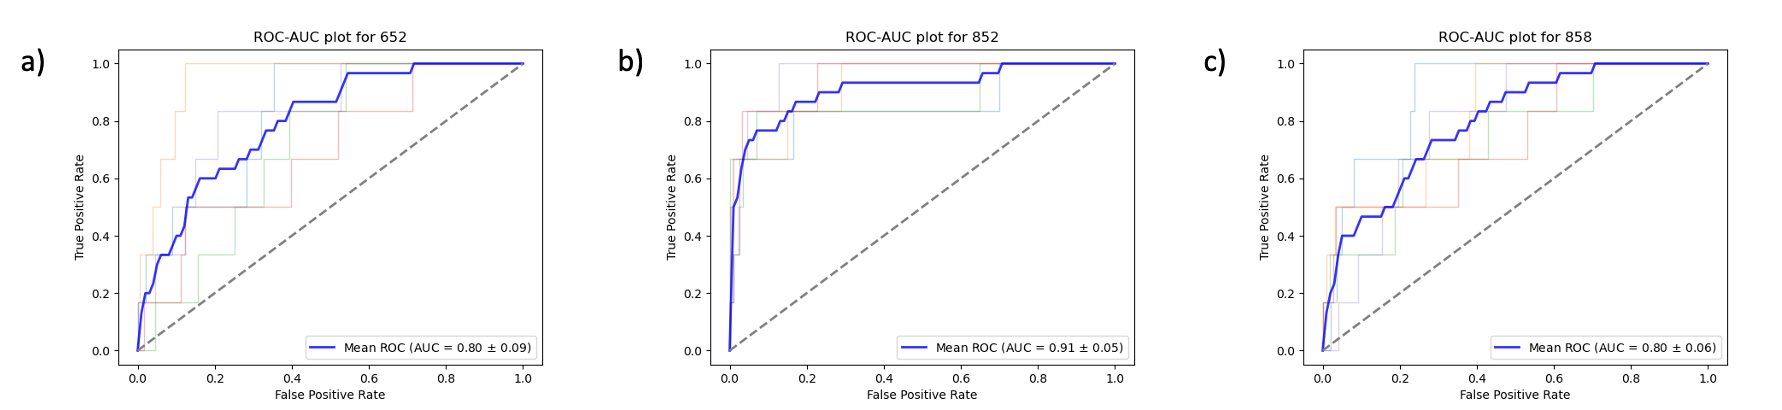 a)
ROC-AUC plot for 652
1.0
0.8
0.6
0.4
0.2
0.0
True Positive Rate
Mean ROC (AUC = 0.80 ± 0.09)
0.0 0.2 0.4 0.6 0.8 1.0
False Positive Rate
b)
ROC-AUC plot for 852
1.0
0.8
0.6
0.4
0.2
0.0
True Positive Rate
Mean ROC (AUC = 0.91 ± 0.05)
0.0 0.2 0.4 0.6 0.8 1.0
False Positive Rate
c)
ROC-AUC plot for 858
1.0
0.8
0.6
0.4
0.2
0.0
True Positive Rate
Mean ROC (AUC = 0.80 ± 0.06)
0.0 0.2 0.4 0.6 0.8 1.0
False Positive Rate